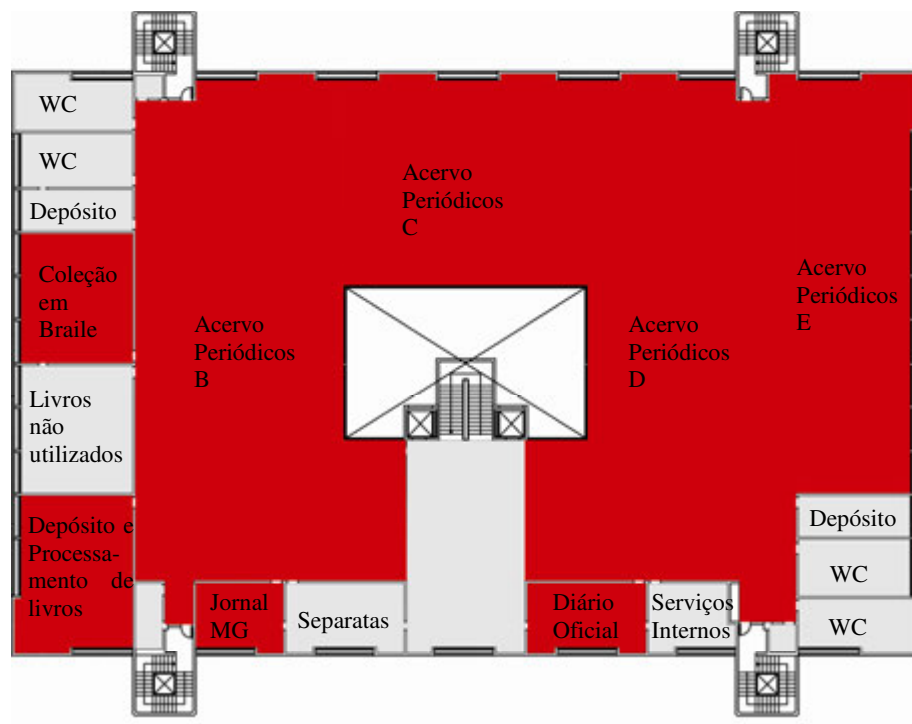 WC
WC
Depósito
Coleção
em
Braile
Livros
não
utilizados
Depósito e
Processa-
mento de
livros
Acervo
Periódicos
B
Acervo
Periódicos
C
Acervo
Periódicos
D
Acervo
Periódicos
E
Jornal
MG
Separatas
Diário
Oficial
Serviços
Internos
Depósito
WC
WC